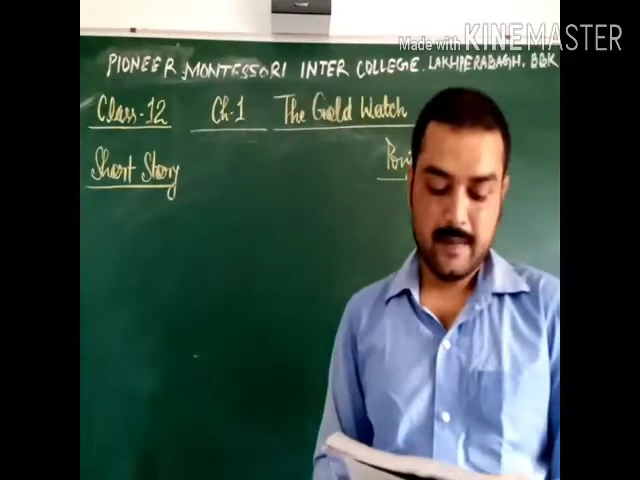 Made with KINEMASTER
PIONEER MONTESSORI INTER COLLEGE, LAKHPERABAGH, BBK
Class-12 Ch-1 The Gold Watch
Short Story